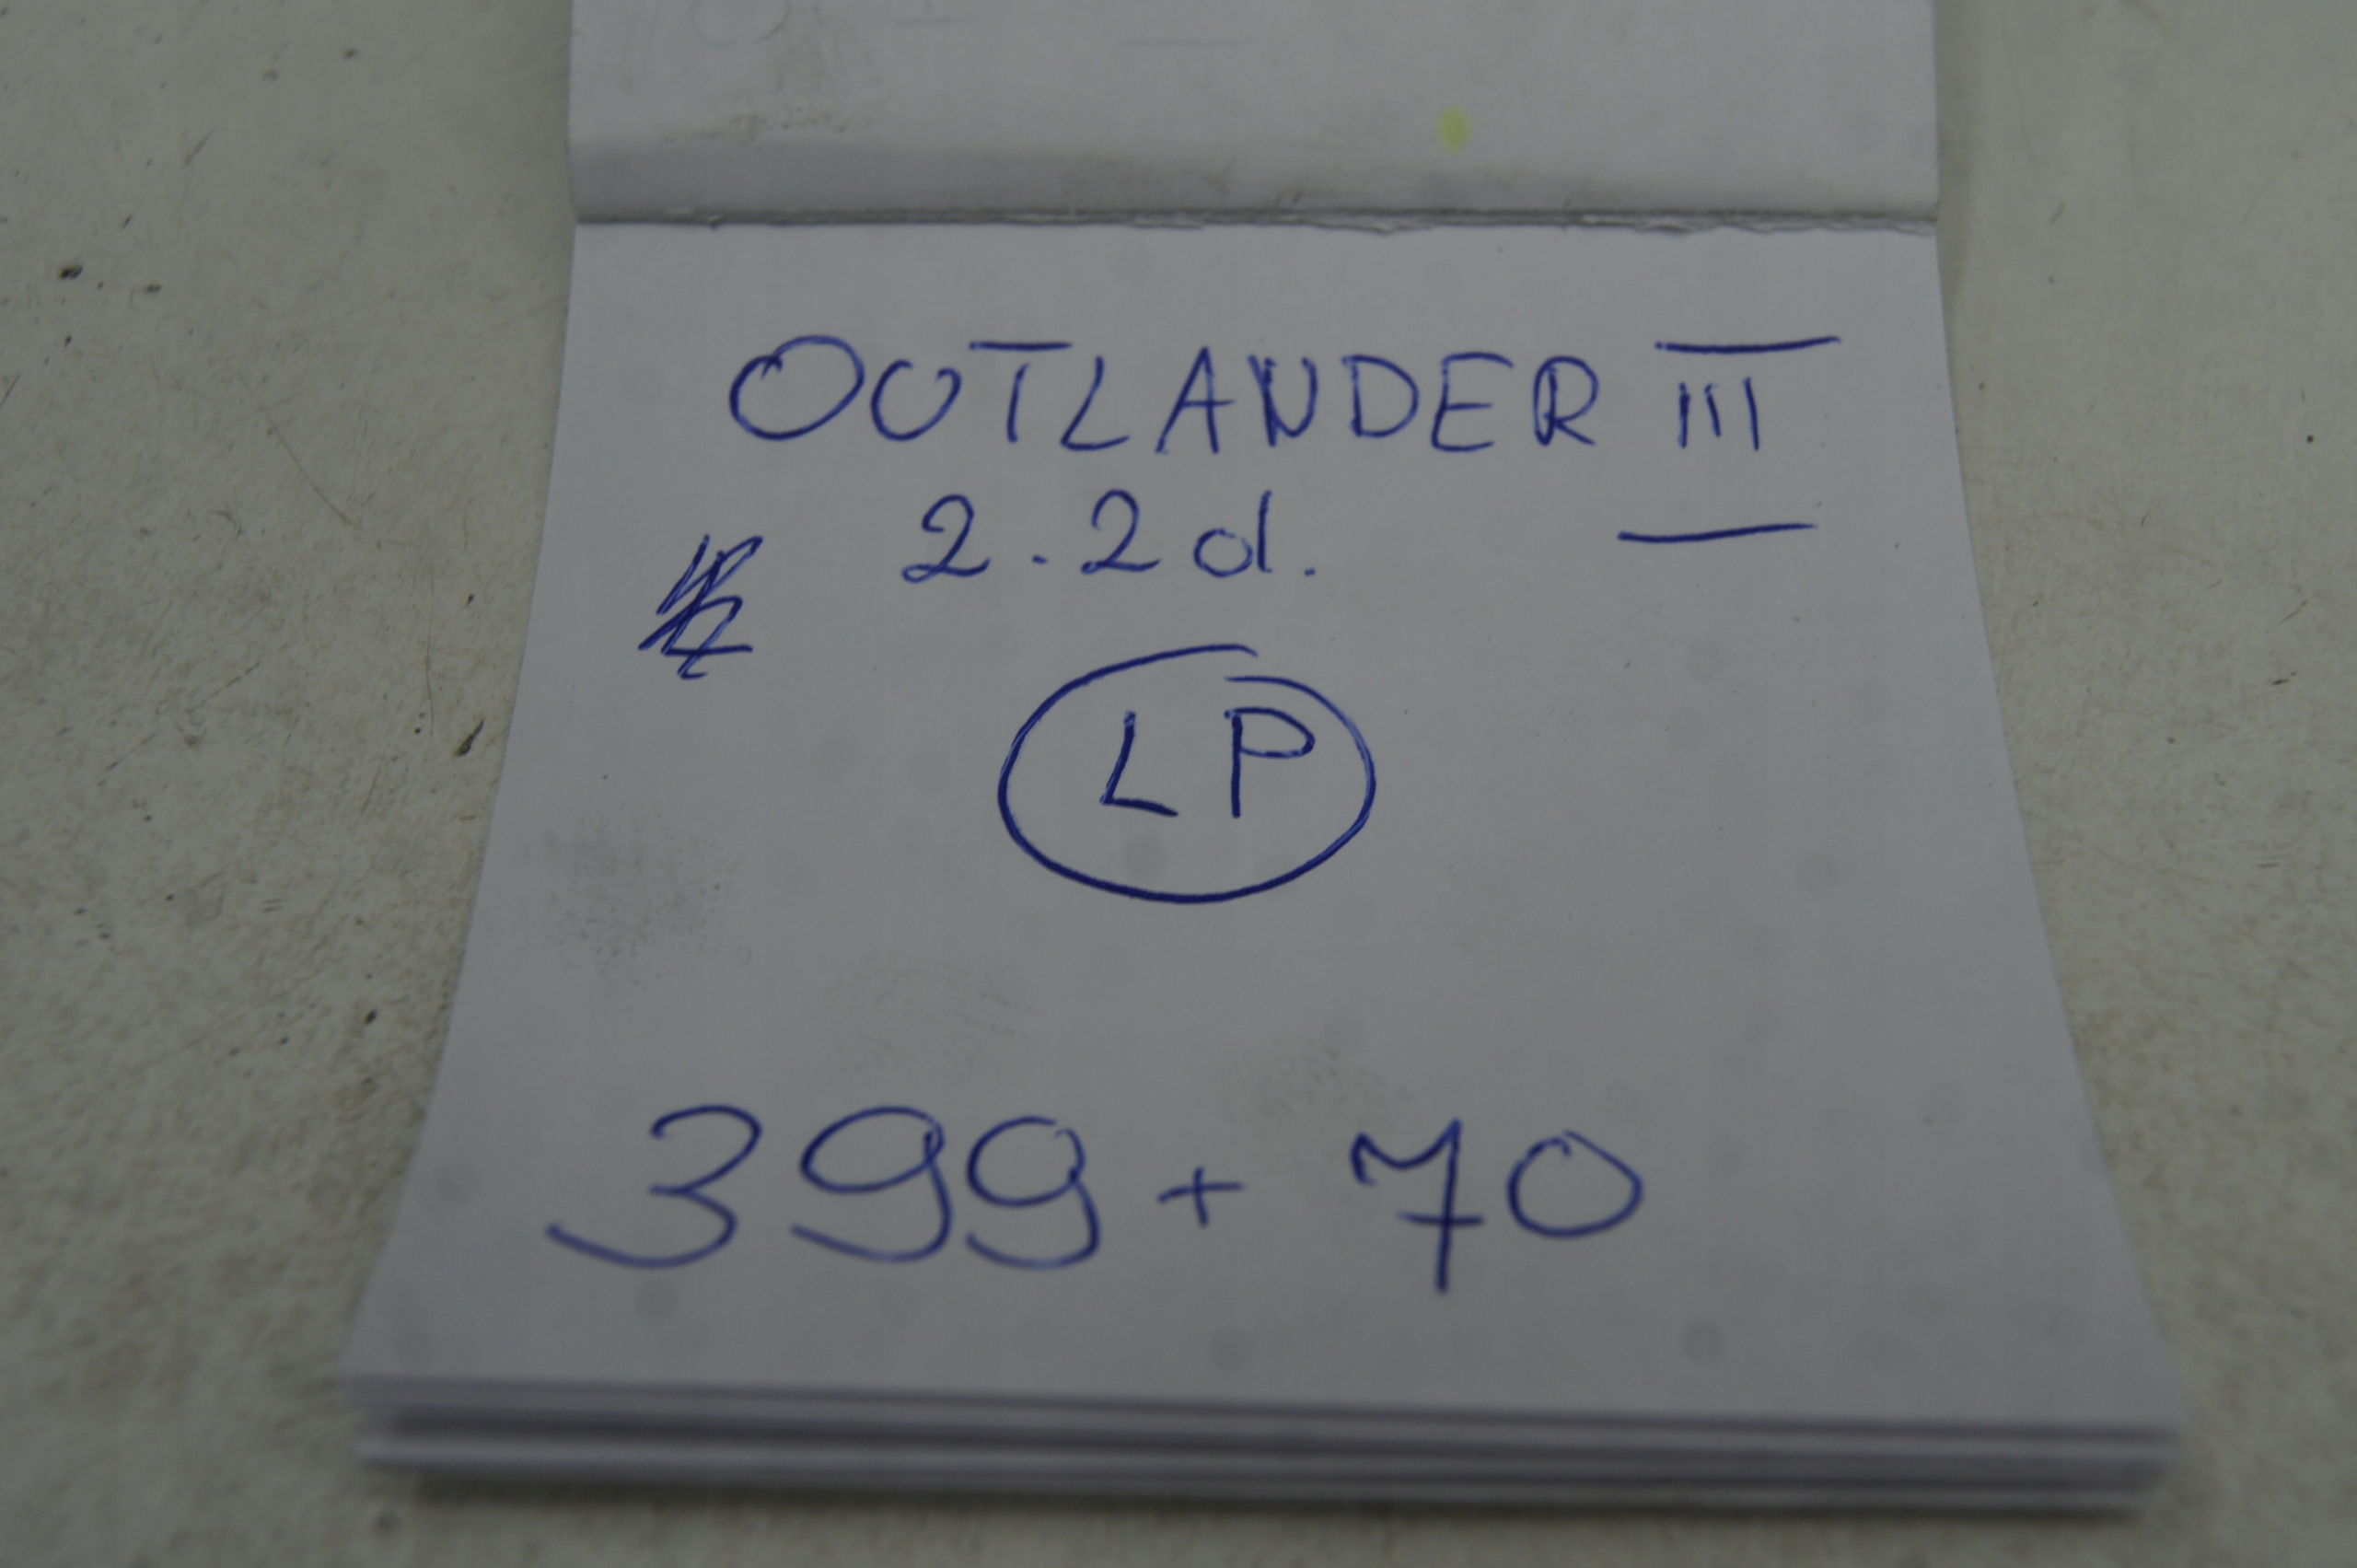 OUTLANDER III
2.2d.
LP
399 + 70